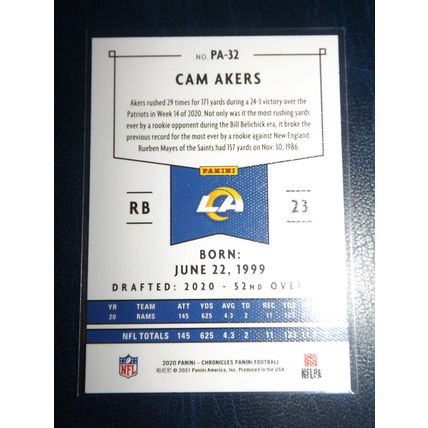 NO. PA-32
CAM AKERS
Akers rushed 29 times for 171 yards during a 24-3 victory over the
Patriots in Week 14 of 2020. Not only was it the most rushing yards
ever by a rookie opponent during the Bill Belichick era, it broke the
previous record for the most ever by a rookie against New England.
Rueben Mayes of the Saints had 157 yards on Nov. 30, 1986.
PANINI
RB
LA
23
BORN:
JUNE 22, 1999
DRAFTED: 2020 - 52ND OVER
YR TEAM ATT YDS AVG TD REC YDS
20 RAMS 145 625 4.3 2 11 123
NFL TOTALS 145 625 4.3 2 11 123
NFL
2020 PANINI - CHRONICLES PANINI FOOTBALL
© 2021 Panini America, Inc. Produced in the USA.
NFLPA